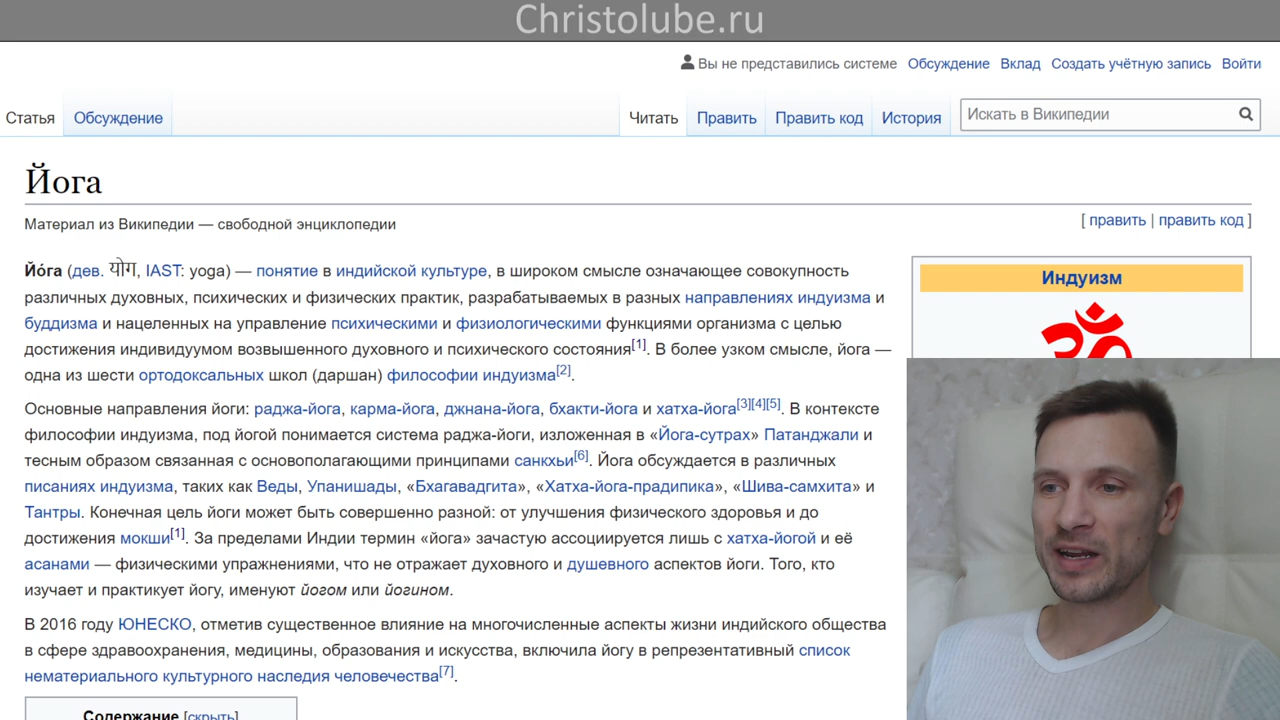 Christolube.ru
Вы не представились системе Обсуждение Вклад Создать учётную запись Войти
Статья Обсуждение Читать Править Править код История Искать в Википедии
Йога
Материал из Википедии — свободной энциклопедии [ править | править код ]
Йо́га (дев. योग, IAST: yoga) — понятие в индийской культуре, в широком смысле означающее совокупность
различных духовных, психических и физических практик, разрабатываемых в разных направлениях индуизма и
буддизма и нацеленных на управление психическими и физиологическими функциями организма с целью
достижения индивидуумом возвышенного духовного и психического состояния[1]. В более узком смысле, йога —
одна из шести ортодоксальных школ (даршан) философии индуизма[2].
Основные направления йоги: раджа-йога, карма-йога, джнана-йога, бхакти-йога и хатха-йога[3][4][5]. В контексте
философии индуизма, под йогой понимается система раджа-йоги, изложенная в «Йога-сутрах» Патанджали и
тесным образом связанная с основополагающими принципами санкхьи[6]. Йога обсуждается в различных
писаниях индуизма, таких как Веды, Упанишады, «Бхагавадгита», «Хатха-йога-прадипика», «Шива-самхита» и
Тантры. Конечная цель йоги может быть совершенно разной: от улучшения физического здоровья и до
достижения мокши[1]. За пределами Индии термин «йога» зачастую ассоциируется лишь с хатха-йогой и её
асанами — физическими упражнениями, что не отражает духовного и душевного аспектов йоги. Того, кто
изучает и практикует йогу, именуют йогом или йогином.
В 2016 году ЮНЕСКО, отметив существенное влияние на многочисленные аспекты жизни индийского общества
в сфере здравоохранения, медицины, образования и искусства, включила йогу в репрезентативный список
нематериального культурного наследия человечества[7].
Содержание [скрыть]
Индуизм
ॐ